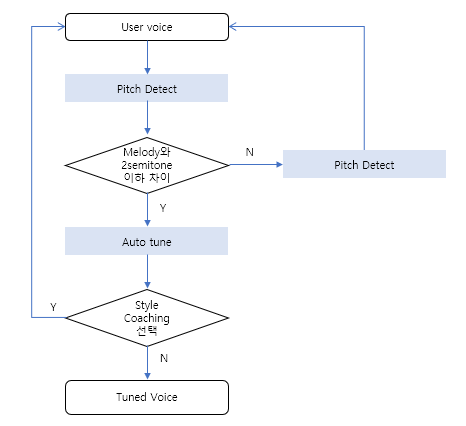 User voice
Pitch Detect
Melody와
2semitone
이하 차이
N
Pitch Detect
Y
Auto tune
Style
Coaching
선택
Y
N
Tuned Voice